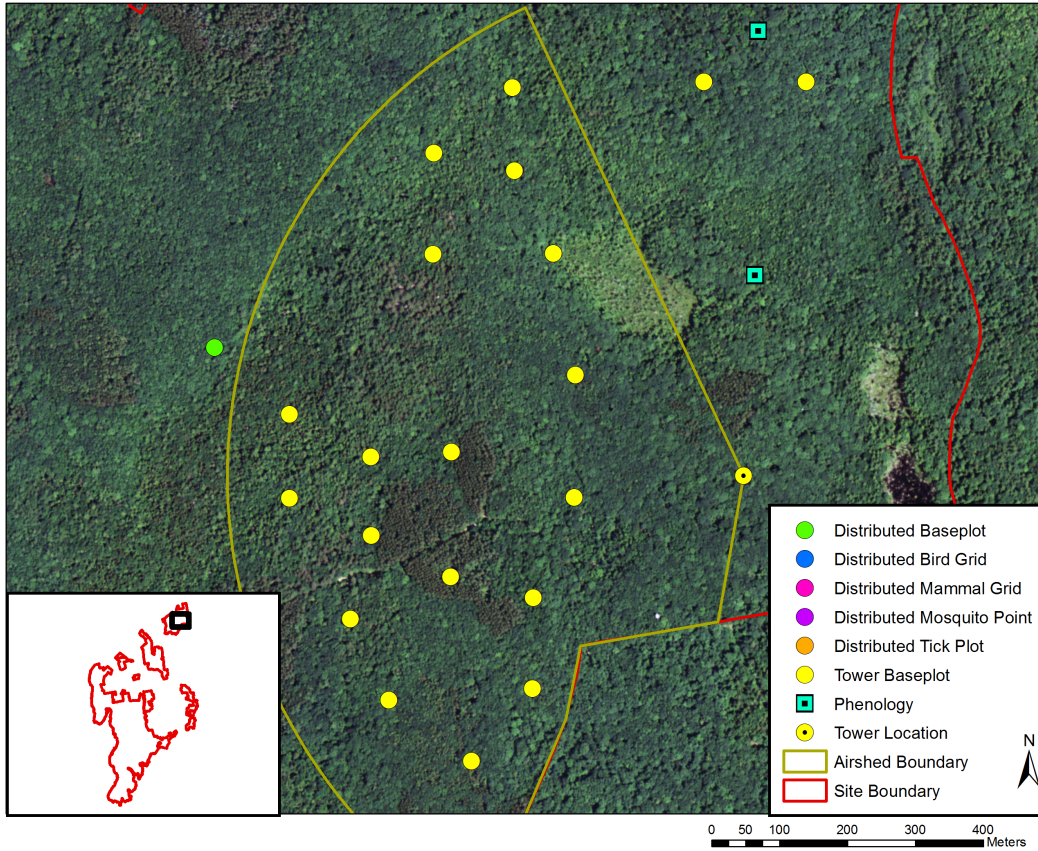 Distributed Baseplot
Distributed Bird Grid
Distributed Mammal Grid
Distributed Mosquito Point
Distributed Tick Plot
Tower Baseplot
Phenology
Tower Location
Airshed Boundary
Site Boundary
N
0 50 100 200 300 400
Meters